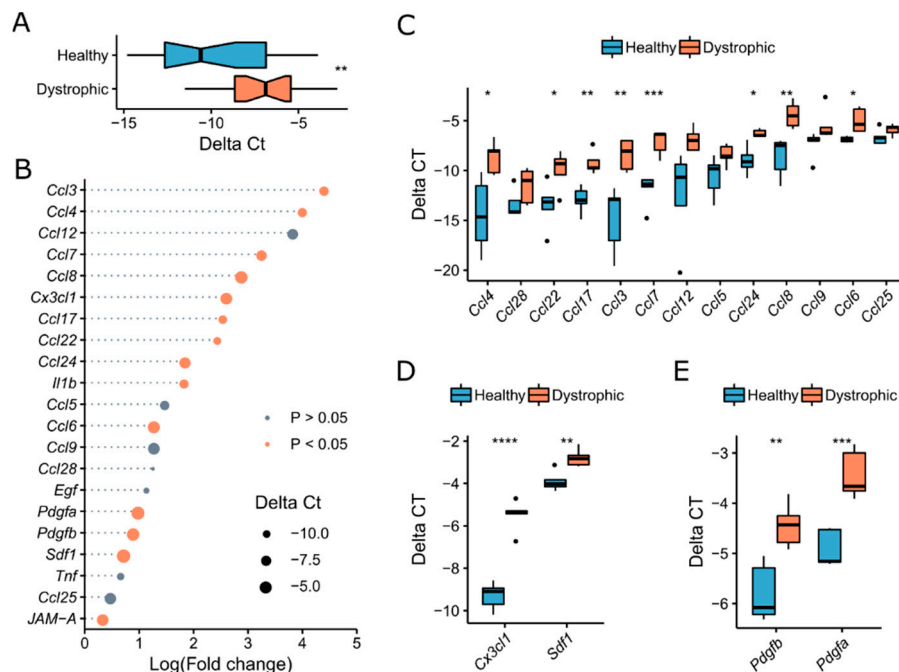 A
Healthy
Dystrophic
**
−15
−10
−5
Delta Ct
B
Ccl3
Ccl4
Ccl12
Ccl7
Ccl8
Cx3cl1
Ccl17
Ccl22
Ccl24
Il1b
Ccl5
Ccl6
Ccl9
Ccl28
Egf
Pdgfa
Pdgfb
Sdf1
Tnf
Ccl25
JAM-A
P > 0.05
P < 0.05
Delta Ct
−10.0
−7.5
−5.0
0 1 2 3 4 5
Log(Fold change)
C
Healthy Dystrophic
* * ** ** *** * ** *
Delta CT
−5
−10
−15
−20
Ccl4 Ccl28 Ccl22 Ccl17 Ccl3 Ccl7 Ccl12 Ccl5 Ccl24 Ccl8 Ccl9 Ccl6 Ccl25
D
Healthy Dystrophic
**** **
Delta CT
−2
−4
−6
−8
−10
Cx3cl1 Sdf1
E
Healthy Dystrophic
** ***
Delta CT
−3
−4
−5
−6
Pdgfb Pdgfa